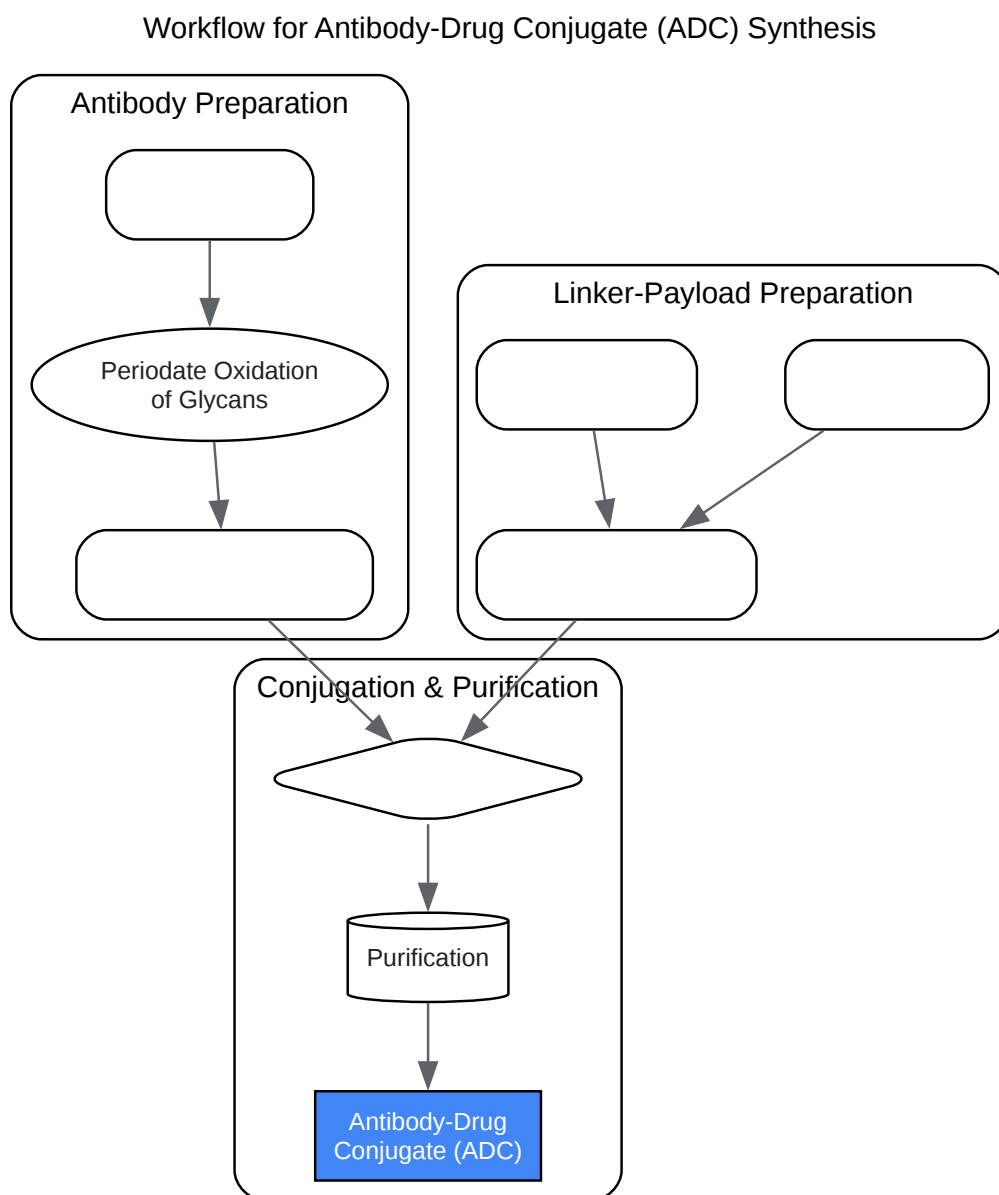 Workflow for Antibody-Drug Conjugate (ADC) Synthesis
Antibody Preparation
Periodate Oxidation
of Glycans
Linker-Payload Preparation
Conjugation & Purification
Purification
Antibody-Drug
Conjugate (ADC)